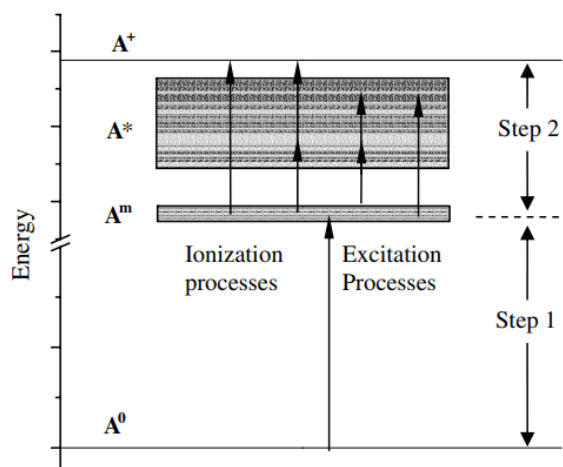 A⁺
A*
Step 2
Aᵐ
Energy
Ionization
processes
Excitation
Processes
Step 1
A⁰